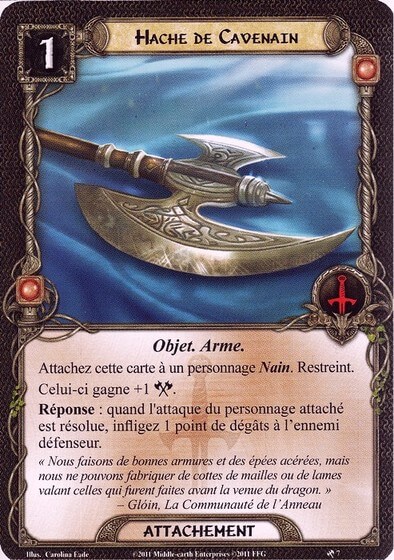 1
HACHE DE CAVENAIN
Objet. Arme.
Attachez cette carte à un personnage Nain. Restreint.
Celui-ci gagne +1 .
Réponse : quand l'attaque du personnage attaché
est résolue, infligez 1 point de dégâts à l'ennemi
défenseur.
« Nous faisons de bonnes armures et des épées acérées, mais
nous ne pouvons fabriquer de cottes de mailles ou de lames
valant celles qui furent faites avant la venue du dragon. »
– Glóin, La Communauté de l'Anneau
ATTACHEMENT
Illus. Carolina Eade ©2011 Middle-earth Enterprises ©2011 FFG 7